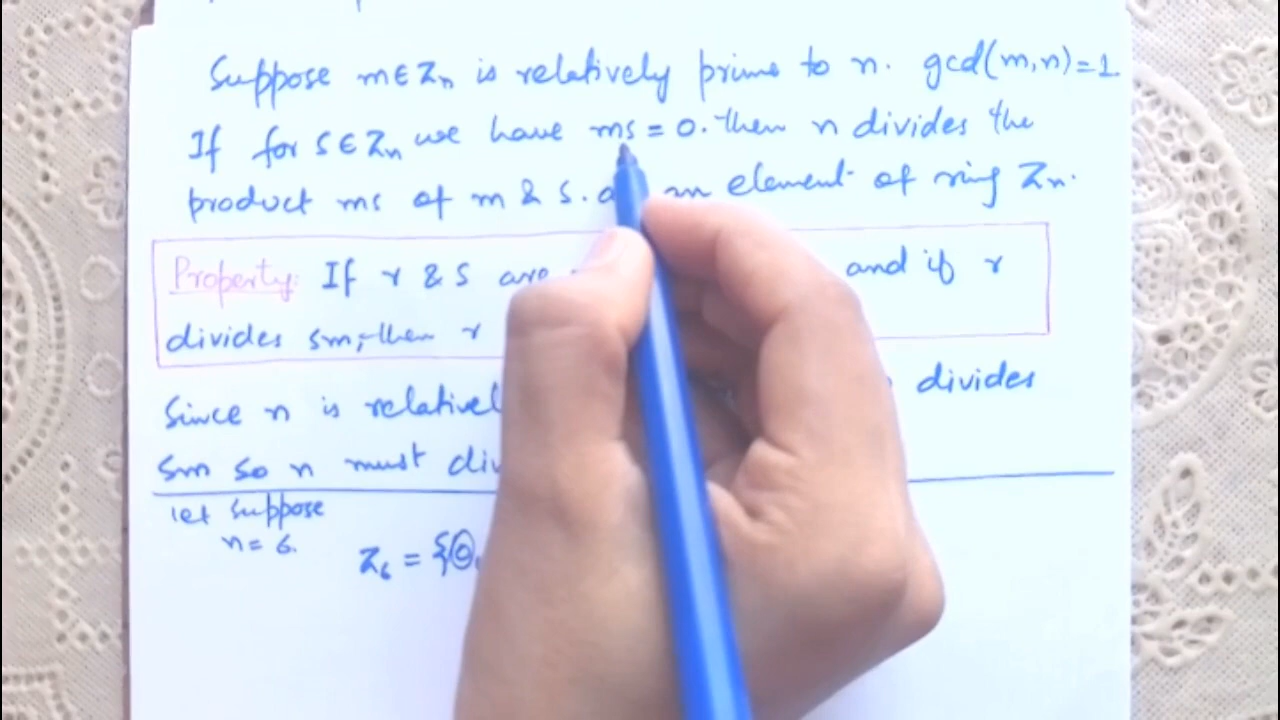 Suppose m ∈ Zn is relatively prime to n. gcd(m,n)=1.
If for S ∈ Zn we have ms = 0. then n divides the
product ms of m & S. an element of ring Zn.
Property: If r & S are and if r
divides sm, then r
Since n is divides
sm so n must
let suppose
n = 6.
Z6 = {0,